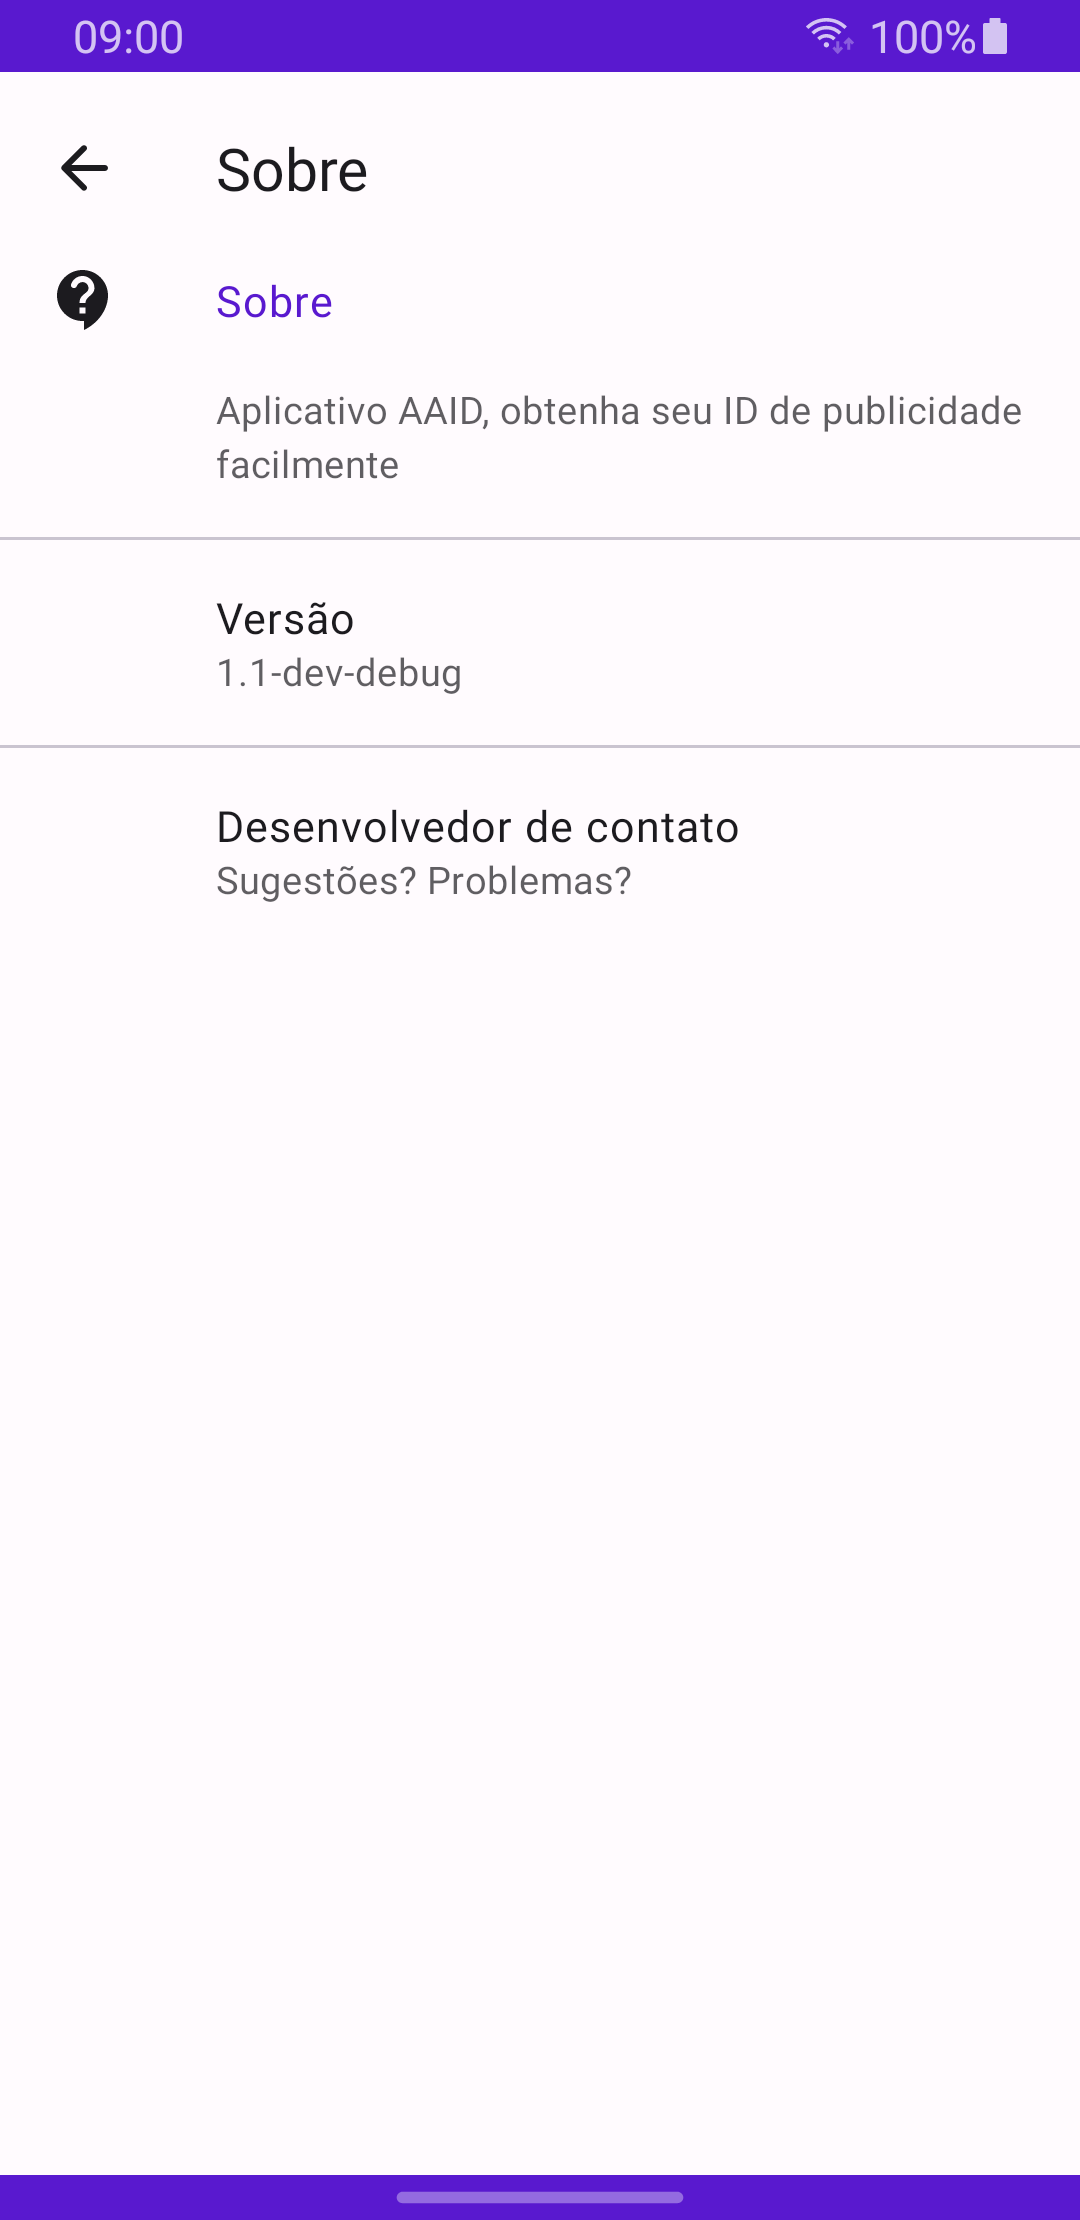 09:00
100%
Sobre
Sobre
Aplicativo AAID, obtenha seu ID de publicidade
facilmente
Versão
1.1-dev-debug
Desenvolvedor de contato
Sugestões? Problemas?